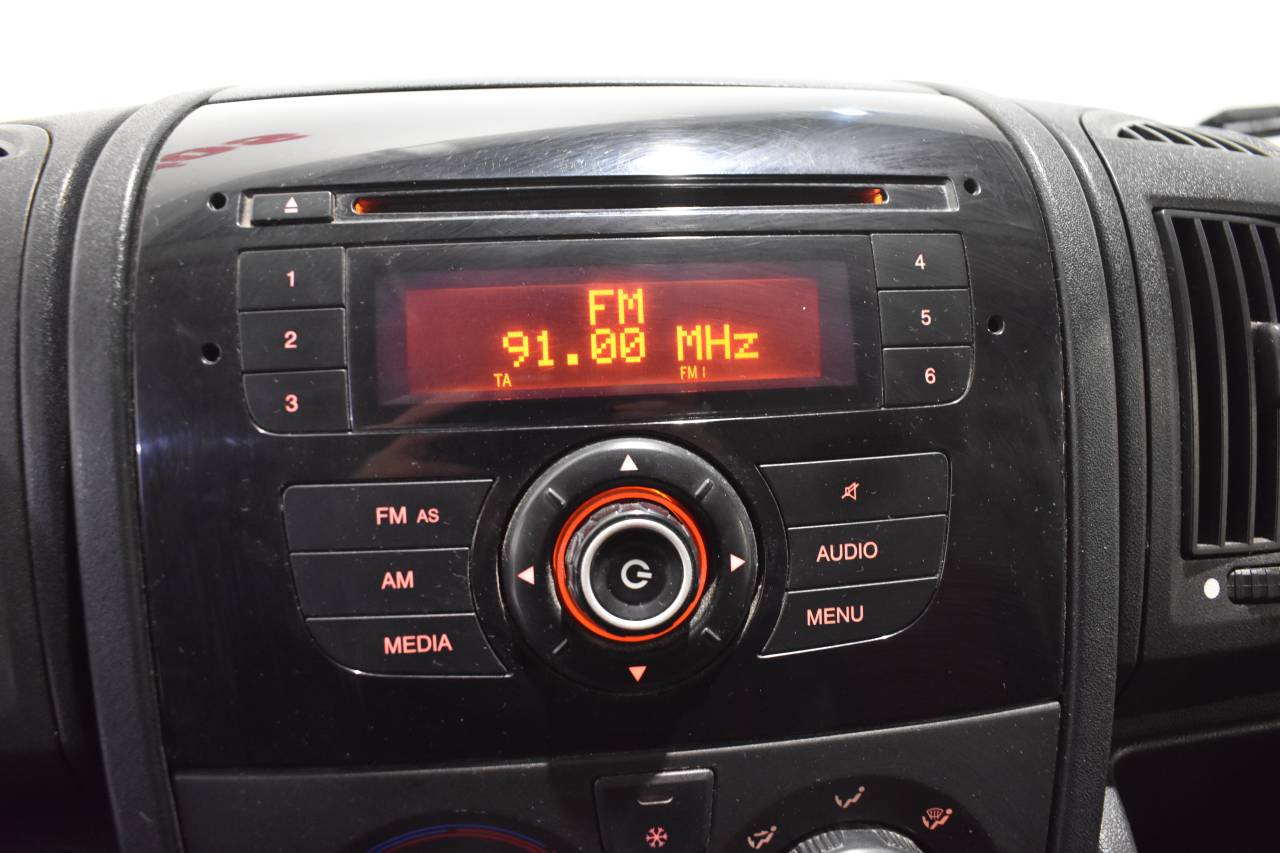 1
2
3
4
5
6
FM
91.00 MHz
TA
FM1
FM AS
AM
MEDIA
AUDIO
MENU